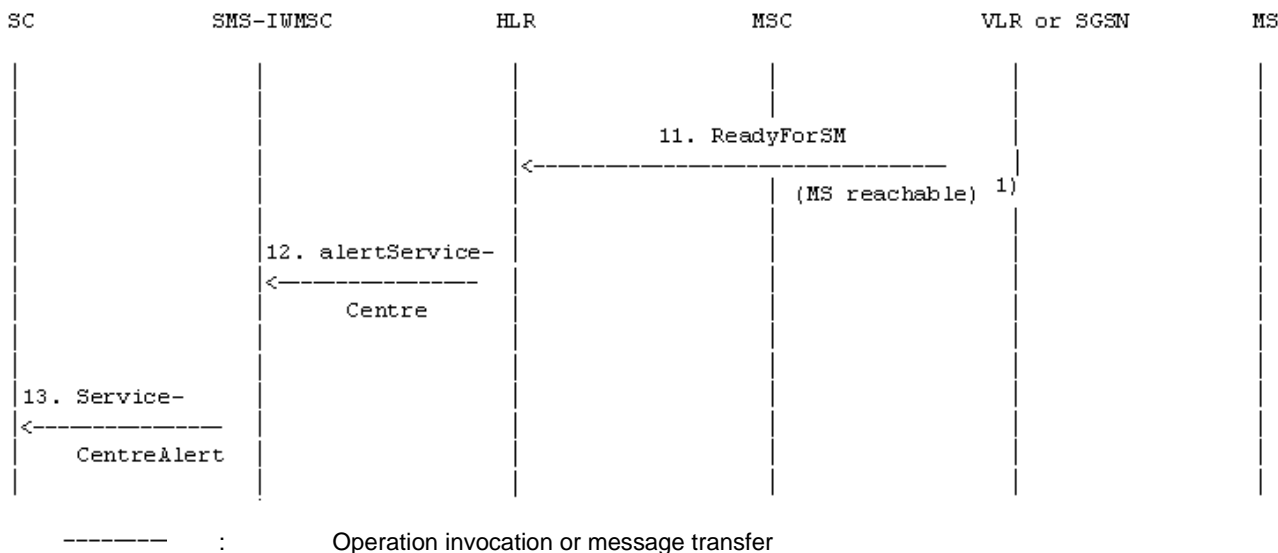 SC SMS-IWMSC HLR MSC VLR or SGSN MS
11. ReadyForSM
(MS reachable) 1)
12. alertService-
Centre
13. Service-
CentreAlert
: Operation invocation or message transfer